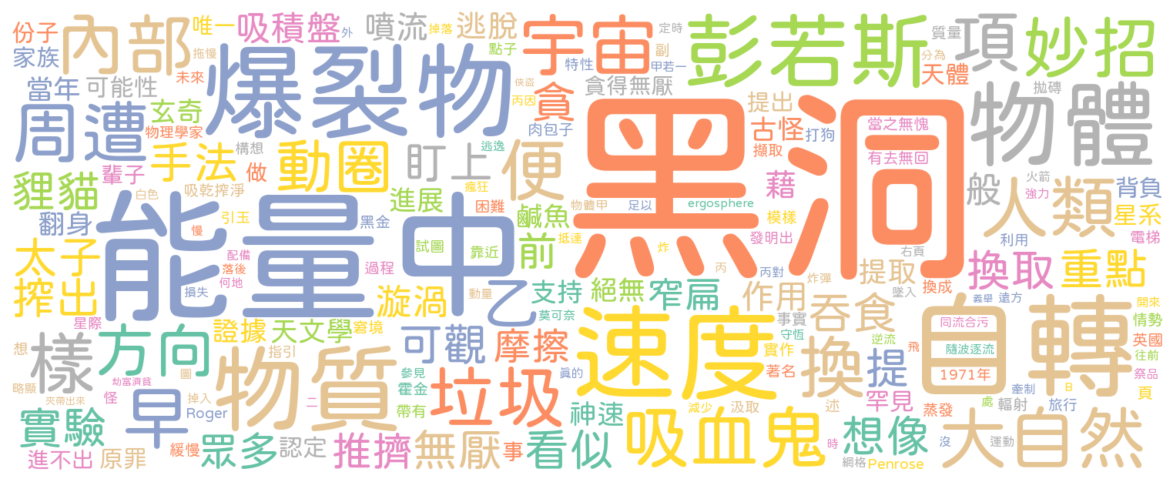 份子 內部 唯一 吸積盤 噴流 逃脫 宇宙 定時 彭若斯 質量 項 妙招
家族 拖慢 外 掉落 點子 副 分為 天體
當年 可能性 未來 爆裂物 特性 甲若一 貪得無厭 拋磚 物體
周遭 玄奇 物理學家 俠盜 丙因 貪 提出 黑洞 當之無愧
手法 構想 動圈 盯上 逃逸 肉包子 便 古怪 打狗 擷取 有去無回
貍貓 輩子 做 吸乾搾淨 瘋狂 物體甲 足以 ergosphere 藉 般 人類 火箭 強力 背負
翻身 白色 引玉 慢 黑金 進展 困難 鹹魚 抵達 模樣 發明出 星系 電梯
太子 能量 中 配備 試圖 靠近 前 炸 右頁 利用
搾出 落後 何地 損失 過程 漩渦 動量 乙 支持 絕無 窄扁 丙 丙對 炸彈 作用 提取 墜入 換取 換成 重點 義舉 遠方
星際 證據 天文學 窘境 莫可奈 速度 事實 守恆 吞食 自轉 開來 情勢
想 樣 方向 物質 指引 可觀 摩擦 實作 換 逆流 提 同流合污 隨波逐流 英國 往前
略顯 劫富濟貧 怪 圖 參見 霍金 垃圾 真的 著名 飛 1971年 牽制 日 祭品
夾帶出來 掉入 早 二 Roger 帶有 神速 減少 汲取 述 罕見 蒸發 處 輻射 旅行 頁
實驗 緩慢 眾多 認定 推擠 無厭 事 看似 吸血鬼 時 想像 沒 運動 大自然
進不出 原罪 網格 Penrose